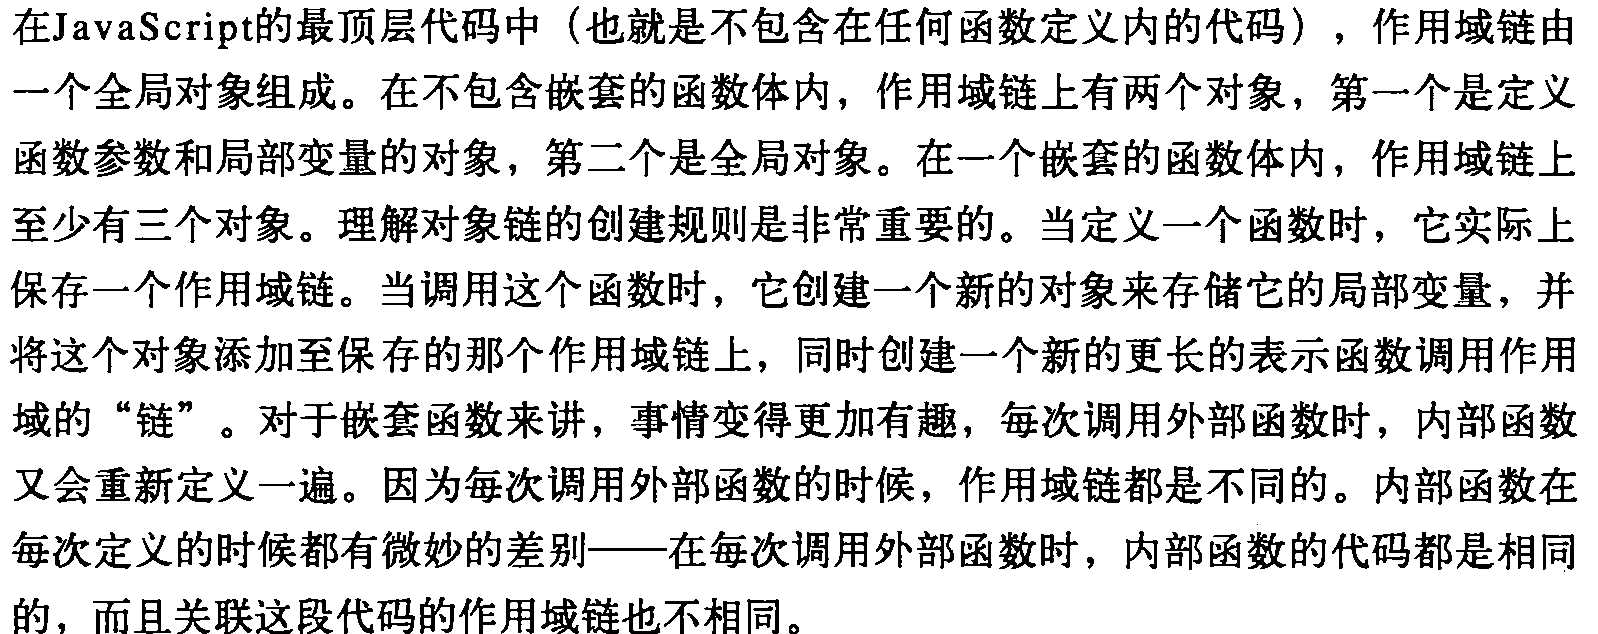 在JavaScript的最顶层代码中（也就是不包含在任何函数定义内的代码），作用域链由
一个全局对象组成。在不包含嵌套的函数体内，作用域链上有两个对象，第一个是定义
函数参数和局部变量的对象，第二个是全局对象。在一个嵌套的函数体内，作用域链上
至少有三个对象。理解对象链的创建规则是非常重要的。当定义一个函数时，它实际上
保存一个作用域链。当调用这个函数时，它创建一个新的对象来存储它的局部变量，并
将这个对象添加至保存的那个作用域链上，同时创建一个新的更长的表示函数调用作用
域的“链”。对于嵌套函数来讲，事情变得更加有趣，每次调用外部函数时，内部函数
又会重新定义一遍。因为每次调用外部函数的时候，作用域链都是不同的。内部函数在
每次定义的时候都有微妙的差别——在每次调用外部函数时，内部函数的代码都是相同
的，而且关联这段代码的作用域链也不相同。